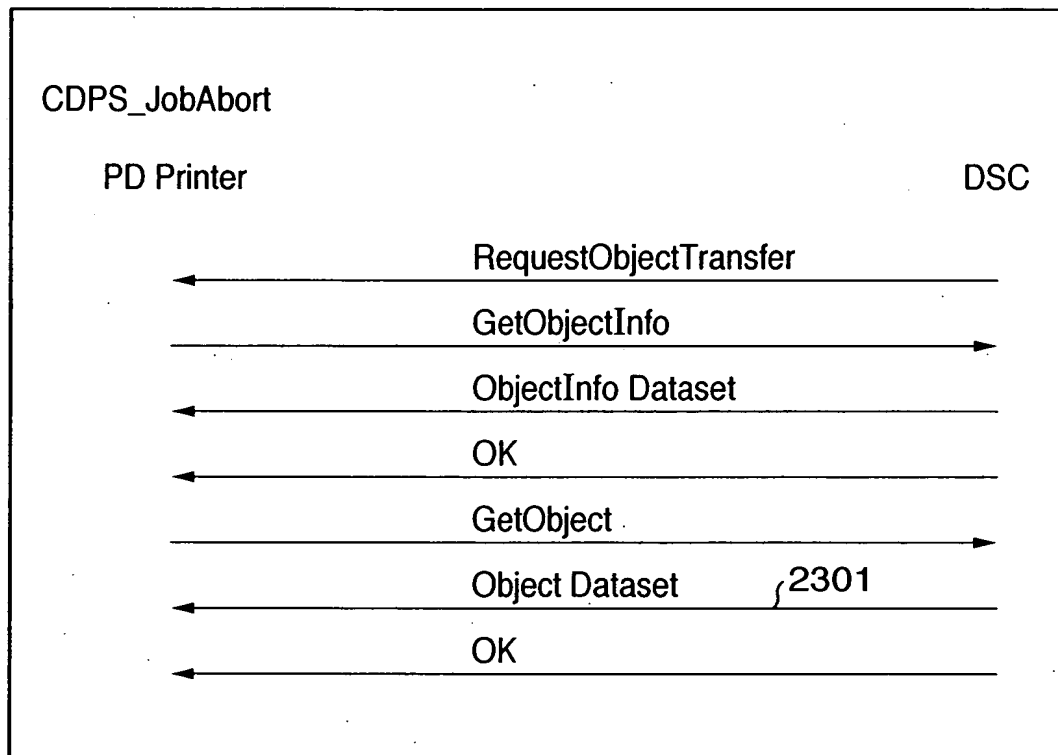 CDPS_JobAbort
PD Printer DSC
RequestObjectTransfer
GetObjectInfo
ObjectInfo Dataset
OK
GetObject
Object Dataset 2301
OK